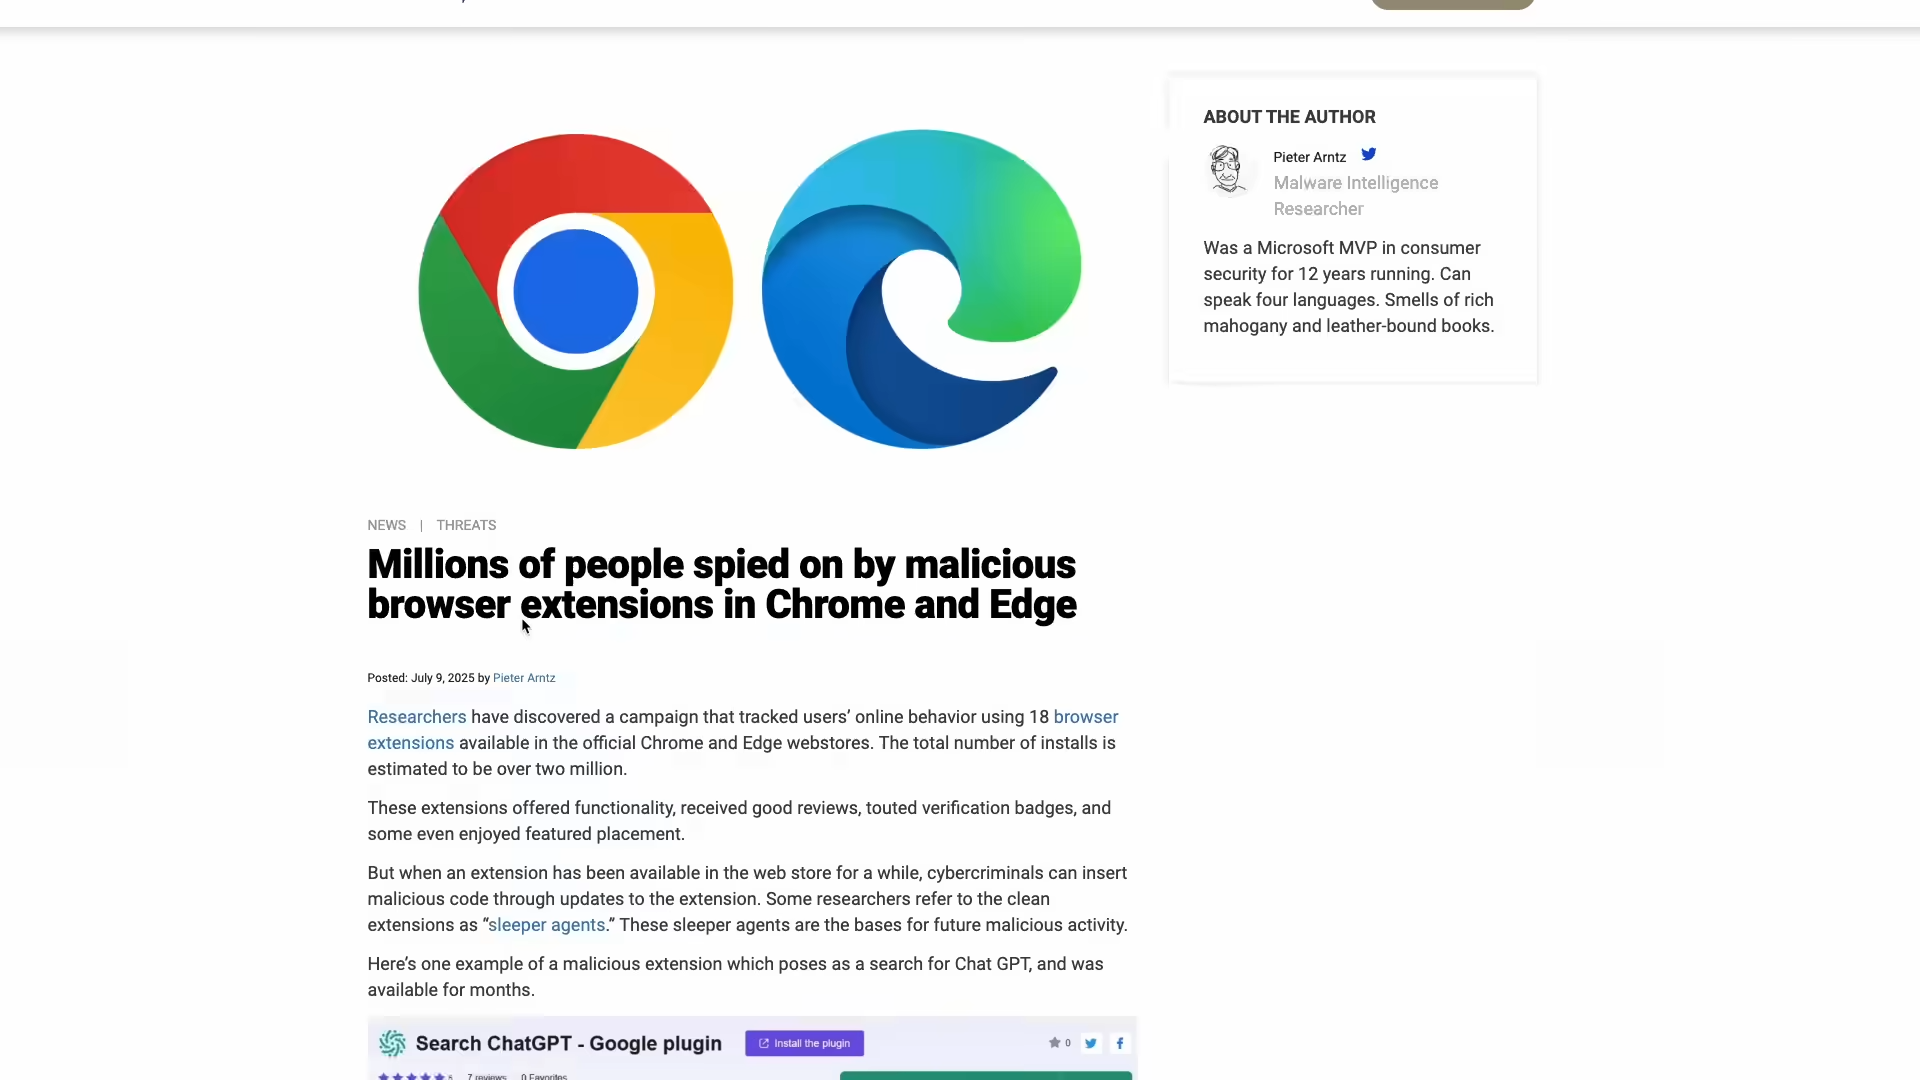 ABOUT THE AUTHOR
Pieter Arntz
Malware Intelligence
Researcher
Was a Microsoft MVP in consumer
security for 12 years running. Can
speak four languages. Smells of rich
mahogany and leather-bound books.
NEWS | THREATS
Millions of people spied on by malicious
browser extensions in Chrome and Edge
Posted: July 9, 2025 by Pieter Arntz
Researchers have discovered a campaign that tracked users’ online behavior using 18 browser
extensions available in the official Chrome and Edge webstores. The total number of installs is
estimated to be over two million.
These extensions offered functionality, received good reviews, touted verification badges, and
some even enjoyed featured placement.
But when an extension has been available in the web store for a while, cybercriminals can insert
malicious code through updates to the extension. Some researchers refer to the clean
extensions as “sleeper agents.” These sleeper agents are the bases for future malicious activity.
Here’s one example of a malicious extension which poses as a search for Chat GPT, and was
available for months.
Search ChatGPT - Google plugin Install the plugin 0
5 7 reviews 0 Favorites